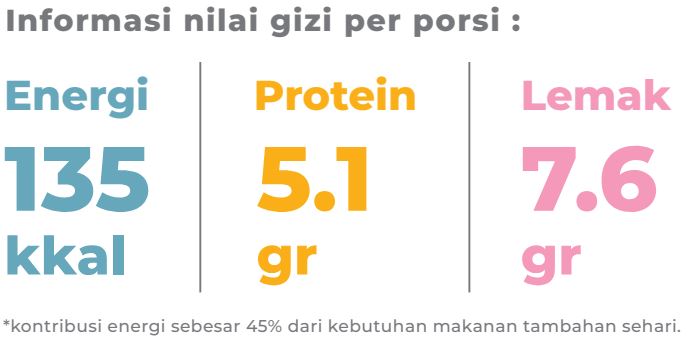 Informasi nilai gizi per porsi :
Energi
135
kkal
Protein
5.1
gr
Lemak
7.6
gr
*kontribusi energi sebesar 45% dari kebutuhan makanan tambahan sehari.